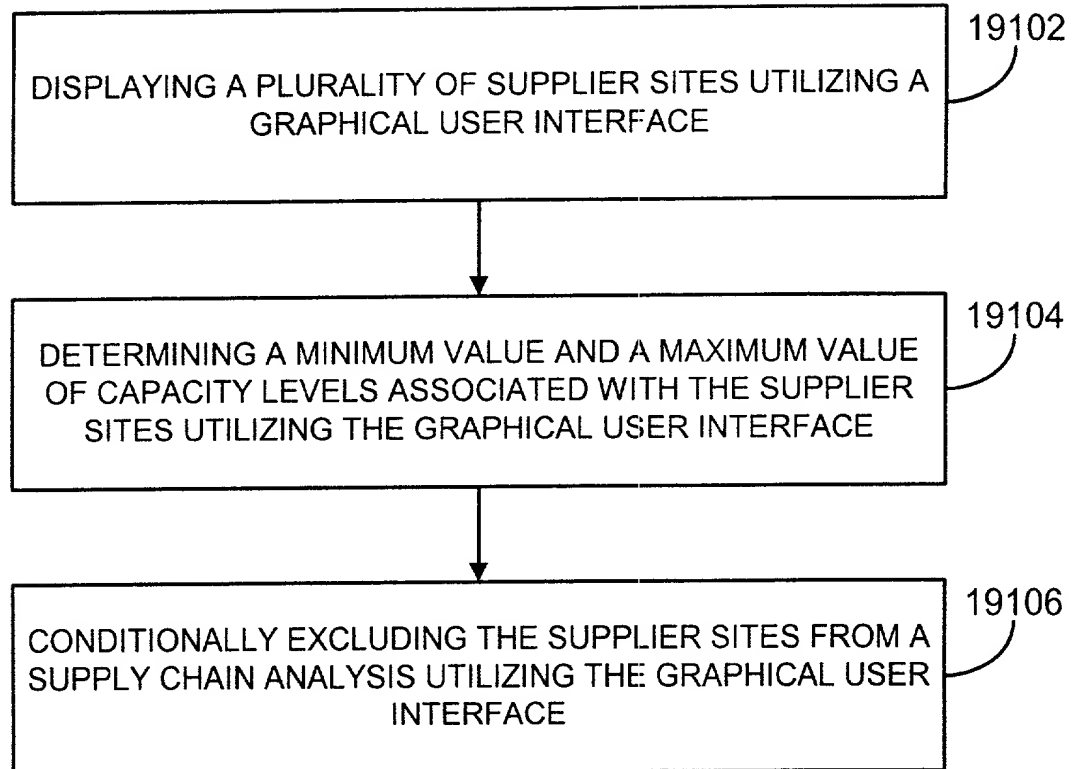 19102
DISPLAYING A PLURALITY OF SUPPLIER SITES UTILIZING A
GRAPHICAL USER INTERFACE
19104
DETERMINING A MINIMUM VALUE AND A MAXIMUM VALUE
OF CAPACITY LEVELS ASSOCIATED WITH THE SUPPLIER
SITES UTILIZING THE GRAPHICAL USER INTERFACE
19106
CONDITIONALLY EXCLUDING THE SUPPLIER SITES FROM A
SUPPLY CHAIN ANALYSIS UTILIZING THE GRAPHICAL USER
INTERFACE